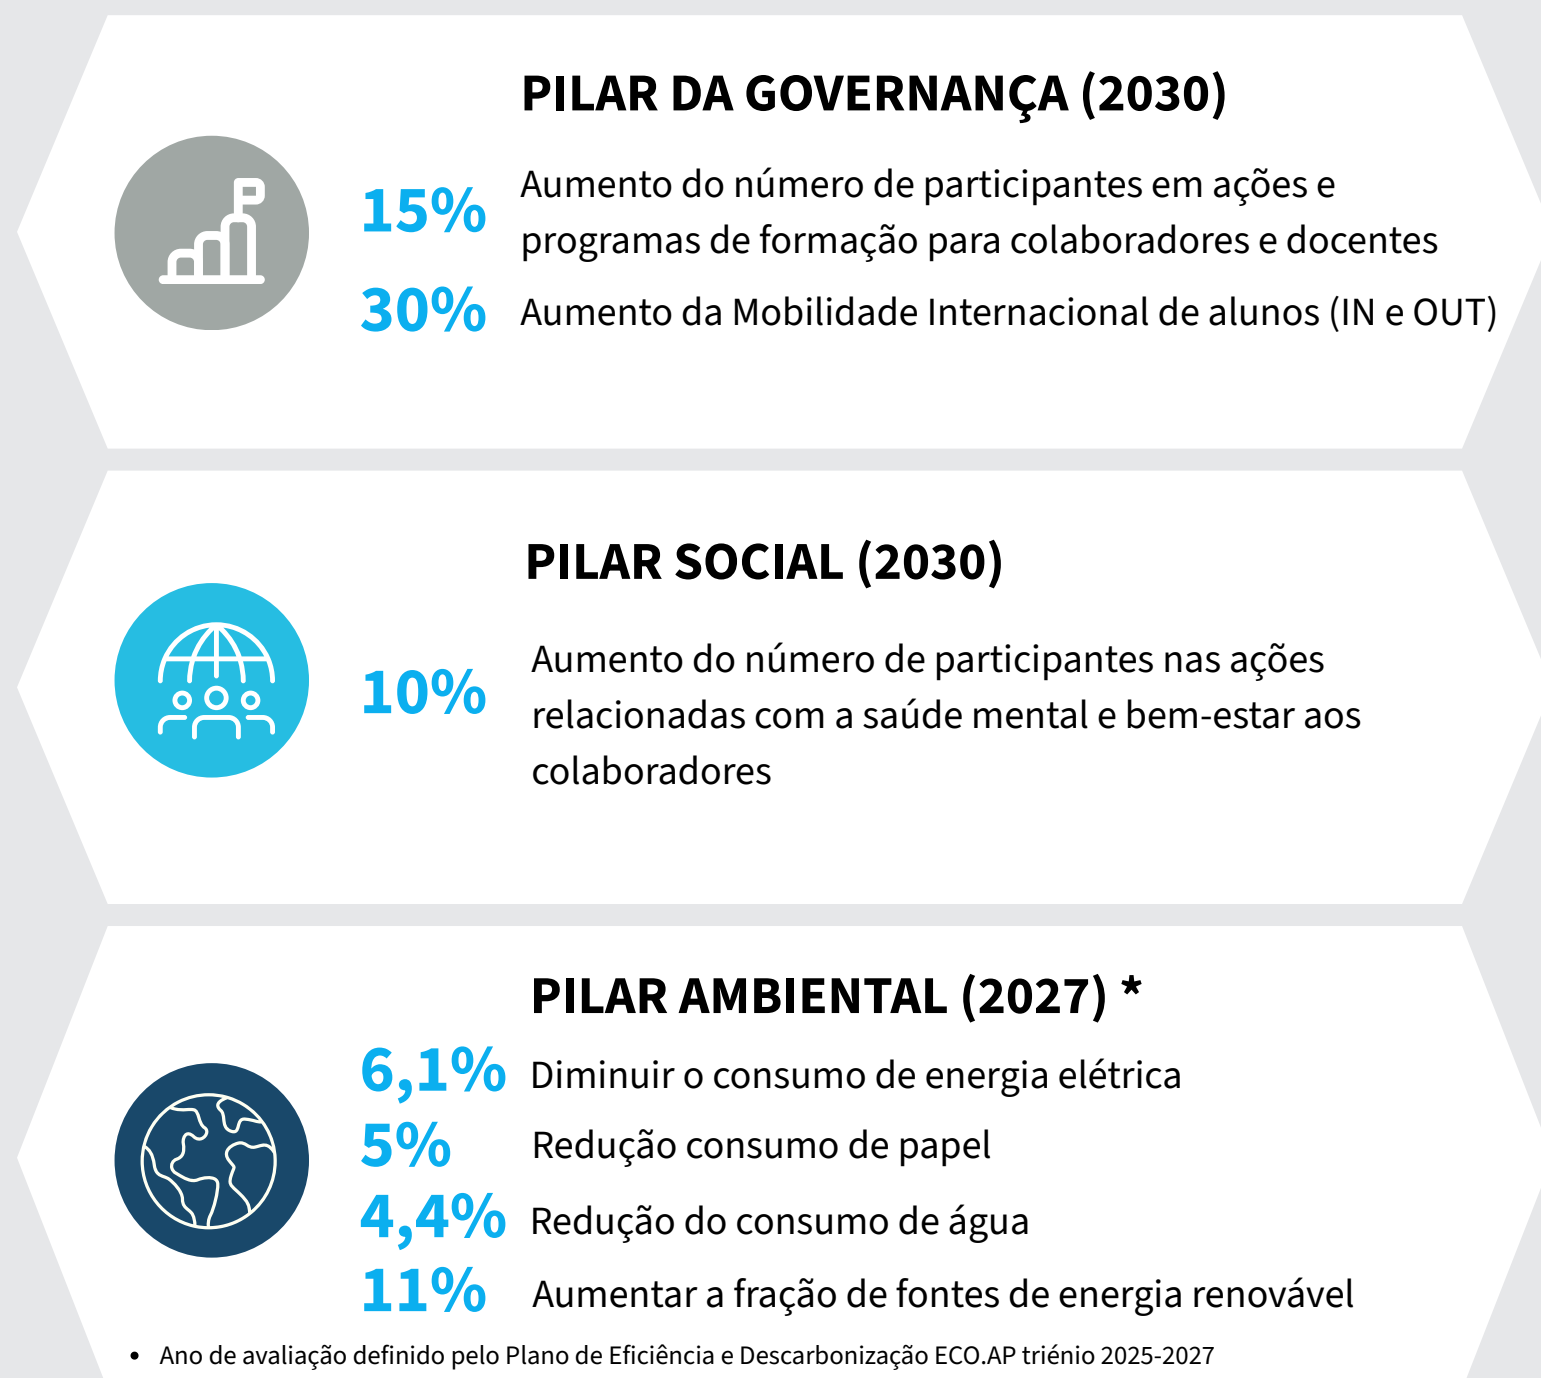 PILAR DA GOVERNANÇA (2030)
15%
Aumento do número de participantes em ações e
programas de formação para colaboradores e docentes
30%
Aumento da Mobilidade Internacional de alunos (IN e OUT)
PILAR SOCIAL (2030)
10%
Aumento do número de participantes nas ações
relacionadas com a saúde mental e bem-estar aos
colaboradores
PILAR AMBIENTAL (2027) *
6,1% Diminuir o consumo de energia elétrica
5% Redução consumo de papel
4,4% Redução do consumo de água
11% Aumentar a fração de fontes de energia renovável
• Ano de avaliação definido pelo Plano de Eficiência e Descarbonização ECO.AP triénio 2025-2027